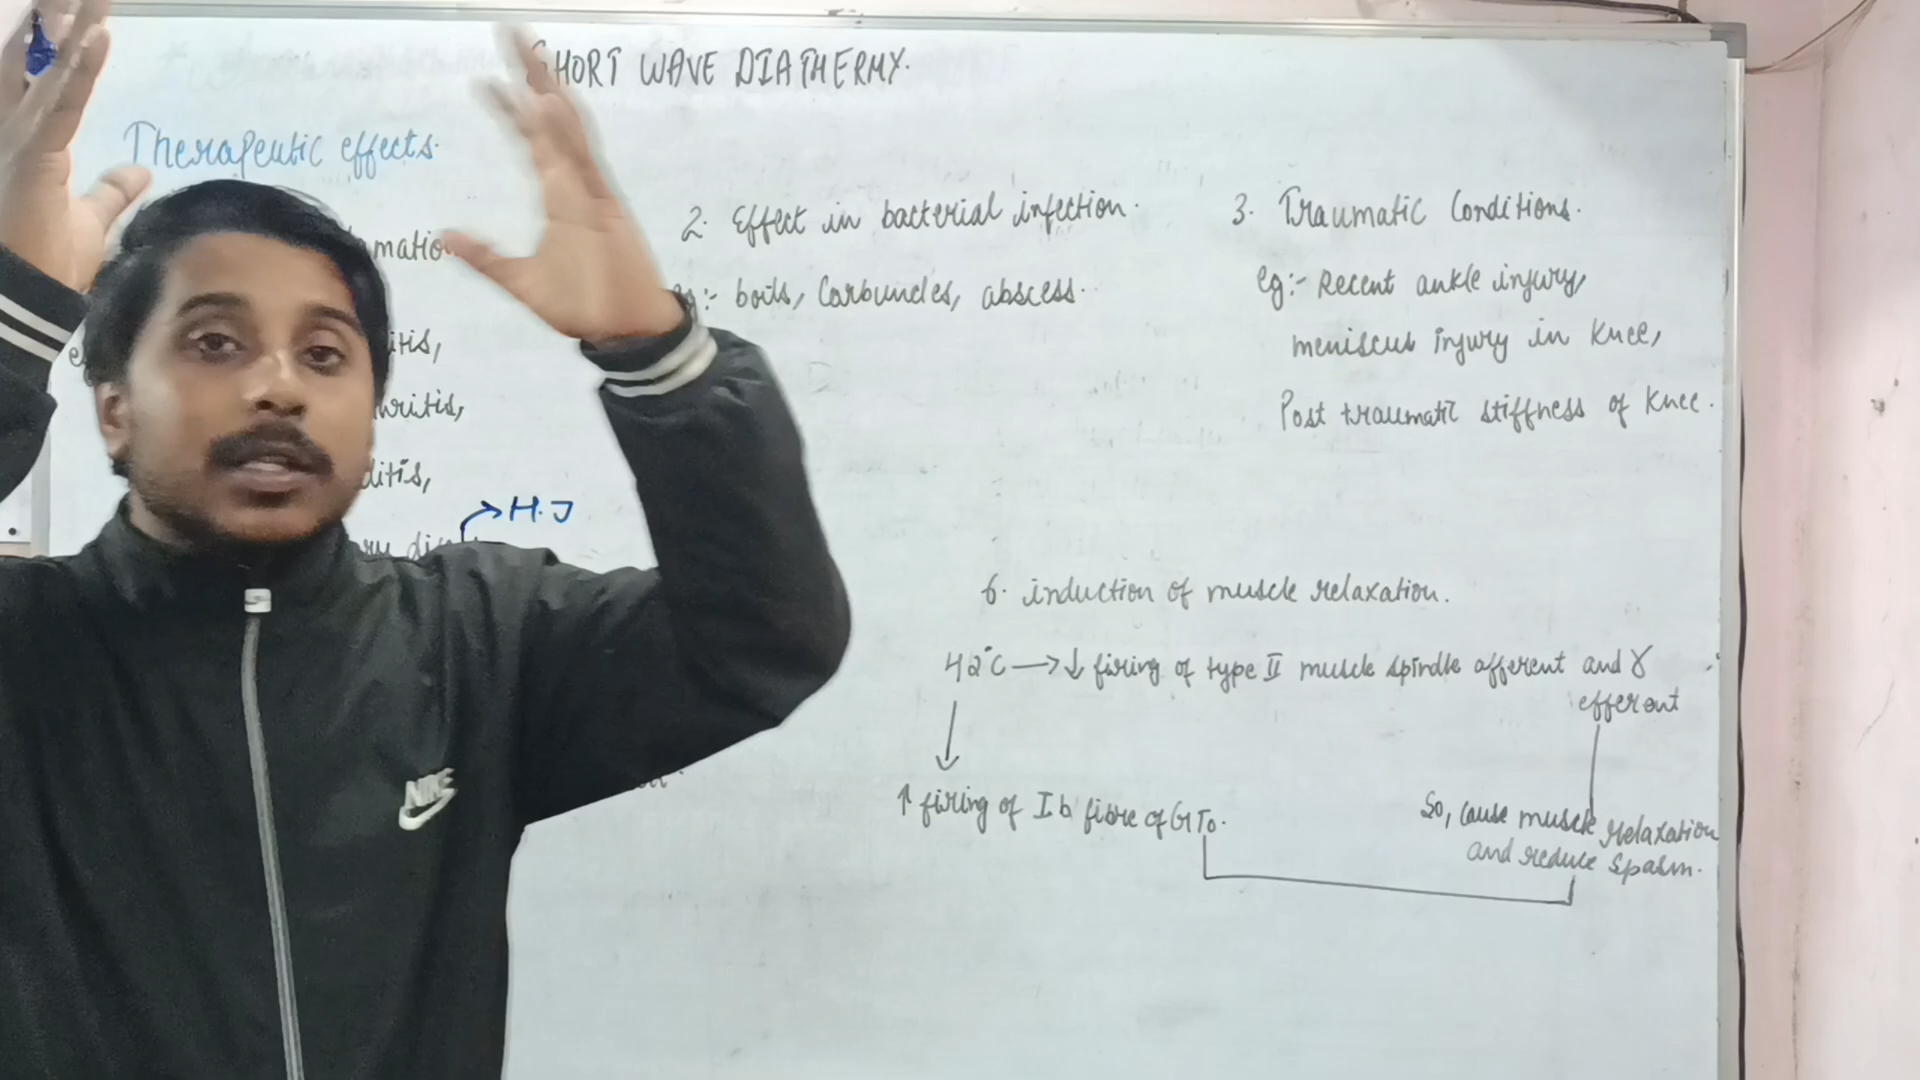 SHORT WAVE DIATHERMY.
Therapeutic effects.
2. Effect in bacterial infection.
:- boils, Carbuncles, abscess.
3. Traumatic Conditions.
eg:- Recent ankle injury,
meniscus injury in Knee,
Post traumatic stiffness of Knee.
H.J
6. induction of muscle relaxation.
42°C → ↓ firing of type II muscle spindle afferent and γ
efferent
↑ firing of Ib fibre of GTO.
So, cause muscle relaxation
and reduce spasm.
NIKE